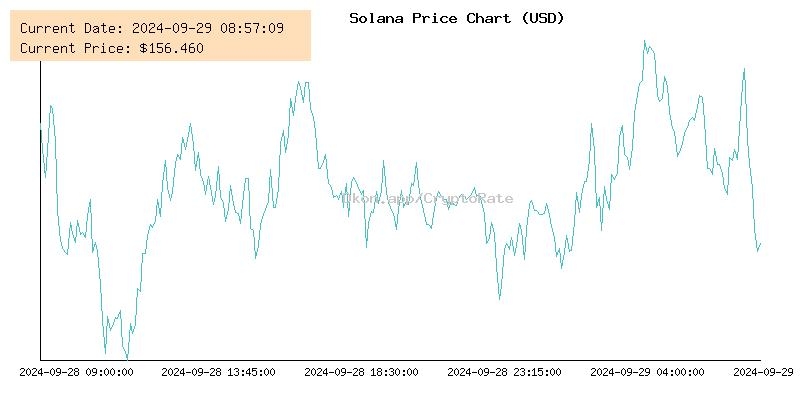 Solana Price Chart (USD)
Current Date: 2024-09-29 08:57:09
Current Price: $156.460
Ukon.app/CryptoRate
2024-09-28 09:00:00
2024-09-28 13:45:00
2024-09-28 18:30:00
2024-09-28 23:15:00
2024-09-29 04:00:00
2024-09-29